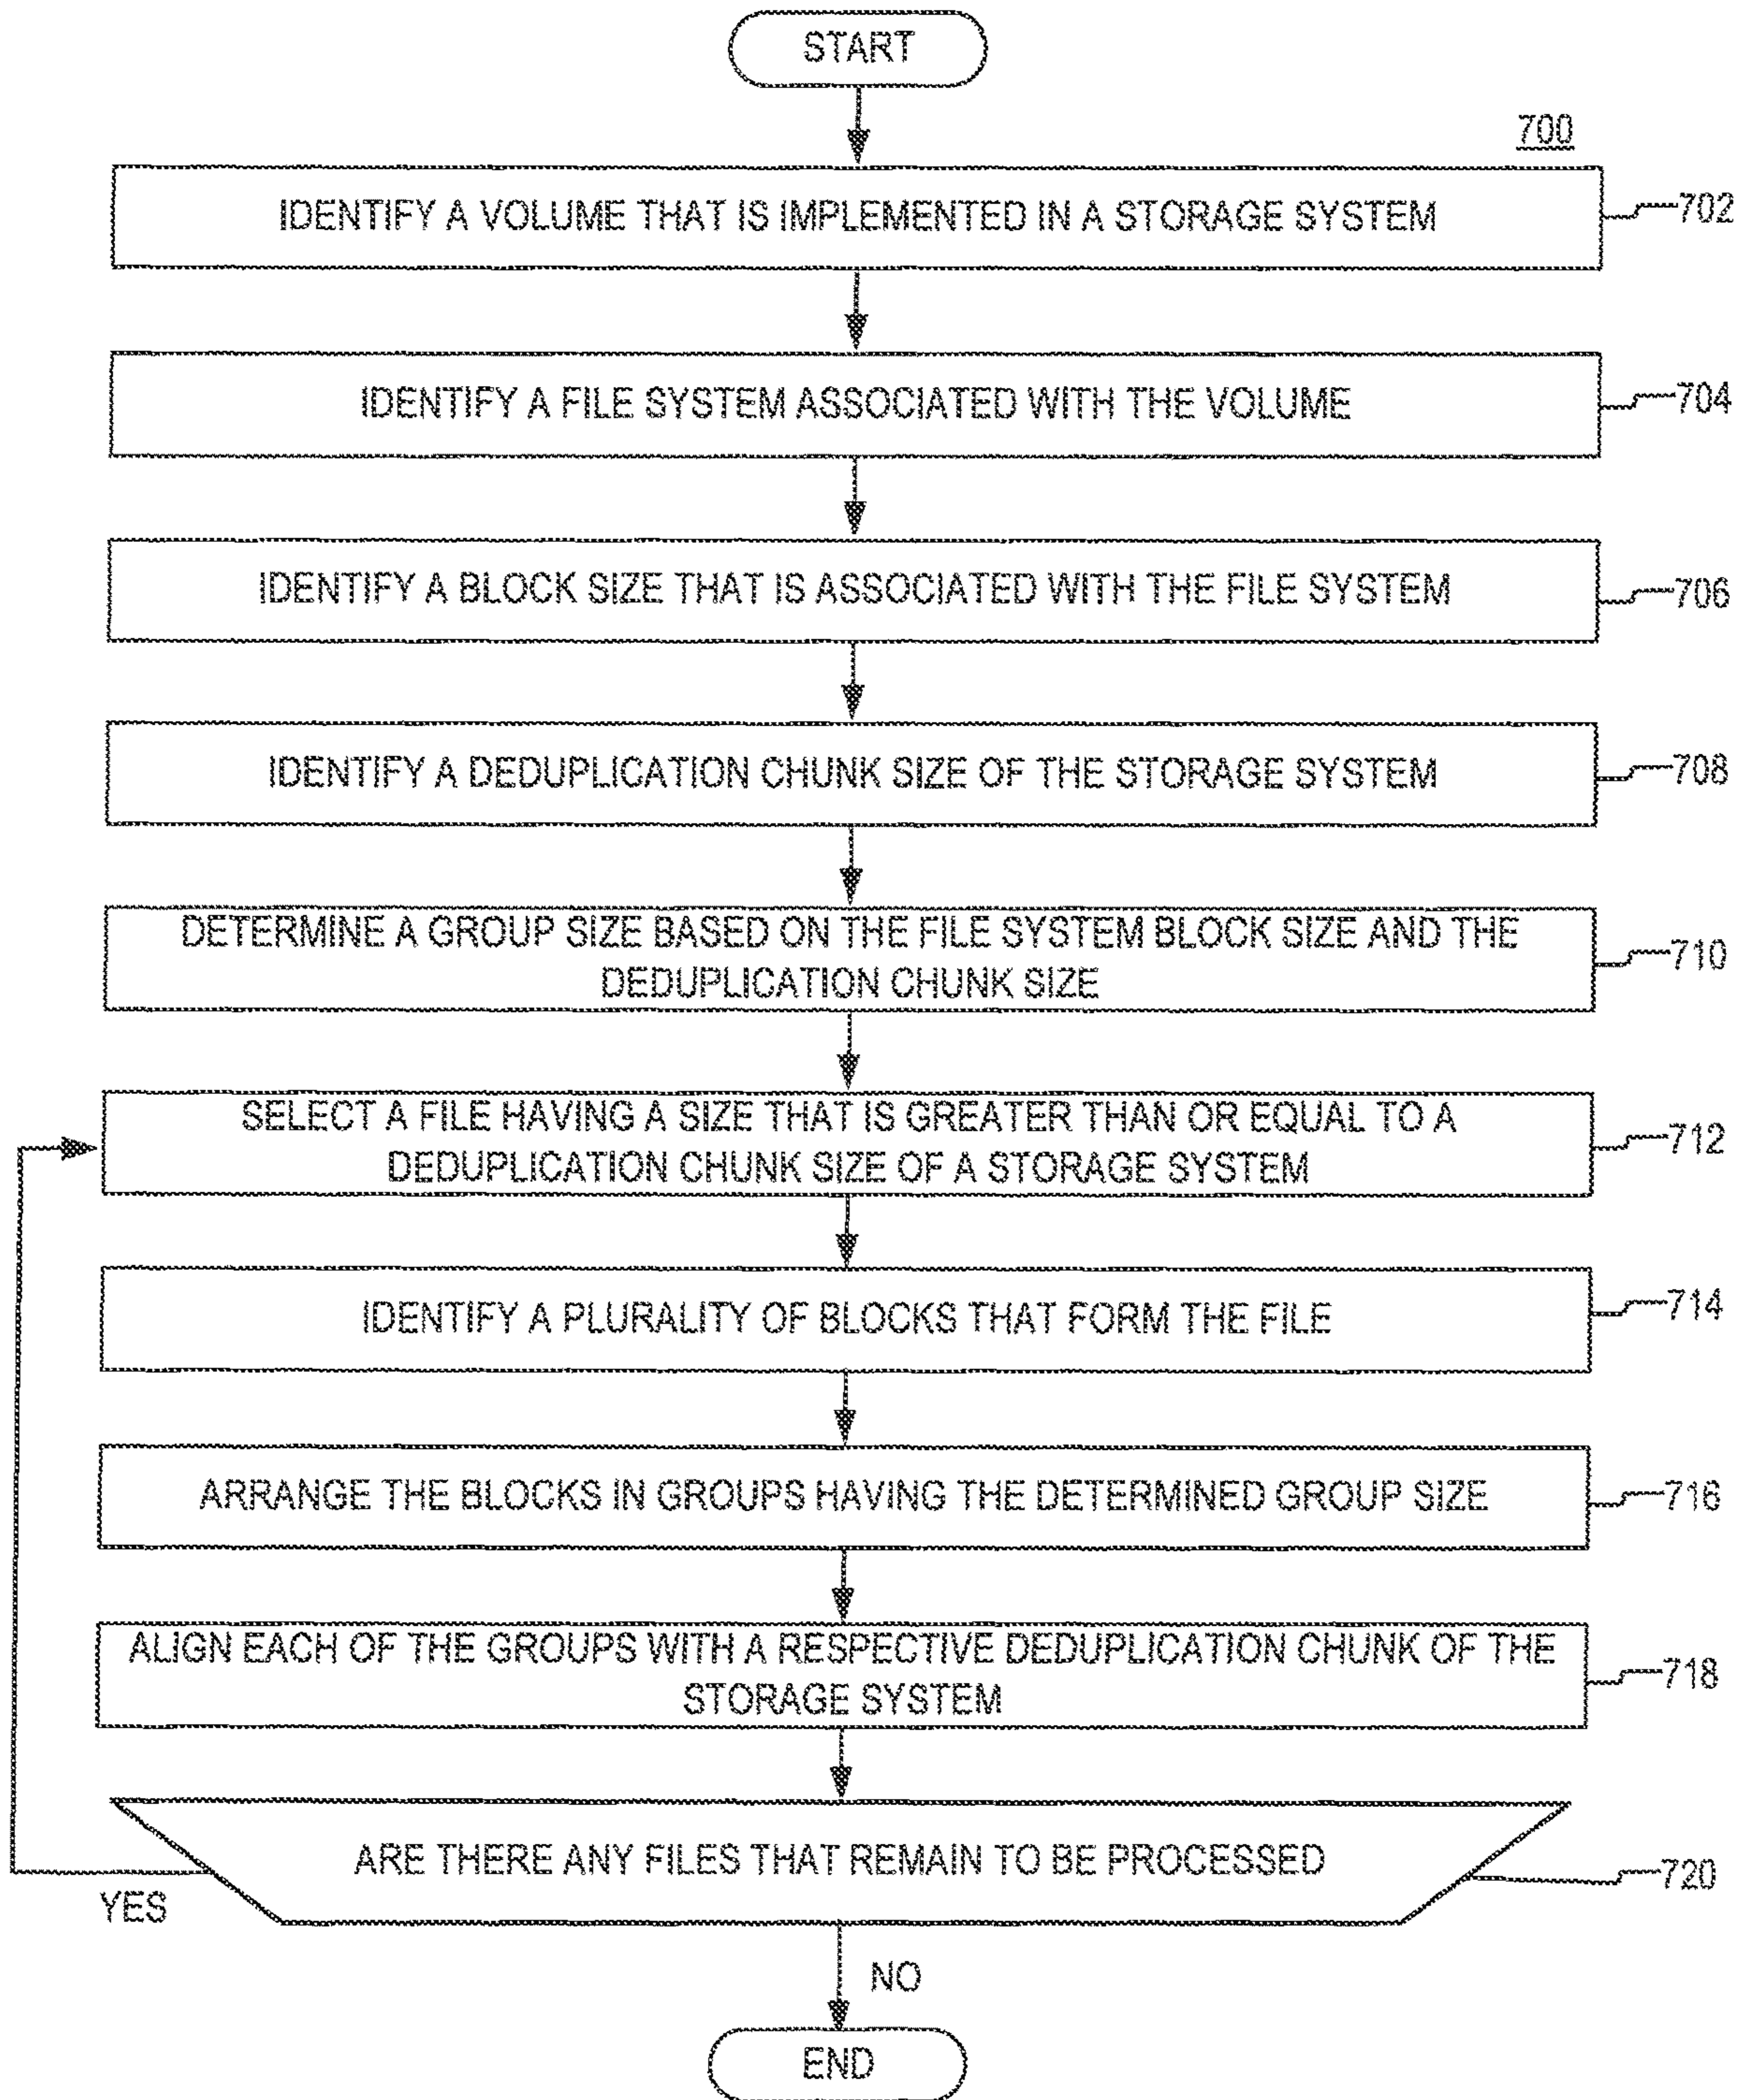 START
700
IDENTIFY A VOLUME THAT IS IMPLEMENTED IN A STORAGE SYSTEM
702
IDENTIFY A FILE SYSTEM ASSOCIATED WITH THE VOLUME
704
IDENTIFY A BLOCK SIZE THAT IS ASSOCIATED WITH THE FILE SYSTEM
706
IDENTIFY A DEDUPLICATION CHUNK SIZE OF THE STORAGE SYSTEM
708
DETERMINE A GROUP SIZE BASED ON THE FILE SYSTEM BLOCK SIZE AND THE
DEDUPLICATION CHUNK SIZE
710
SELECT A FILE HAVING A SIZE THAT IS GREATER THAN OR EQUAL TO A
DEDUPLICATION CHUNK SIZE OF A STORAGE SYSTEM
712
IDENTIFY A PLURALITY OF BLOCKS THAT FORM THE FILE
714
ARRANGE THE BLOCKS IN GROUPS HAVING THE DETERMINED GROUP SIZE
716
ALIGN EACH OF THE GROUPS WITH A RESPECTIVE DEDUPLICATION CHUNK OF THE
STORAGE SYSTEM
718
ARE THERE ANY FILES THAT REMAIN TO BE PROCESSED
720
YES
NO
END